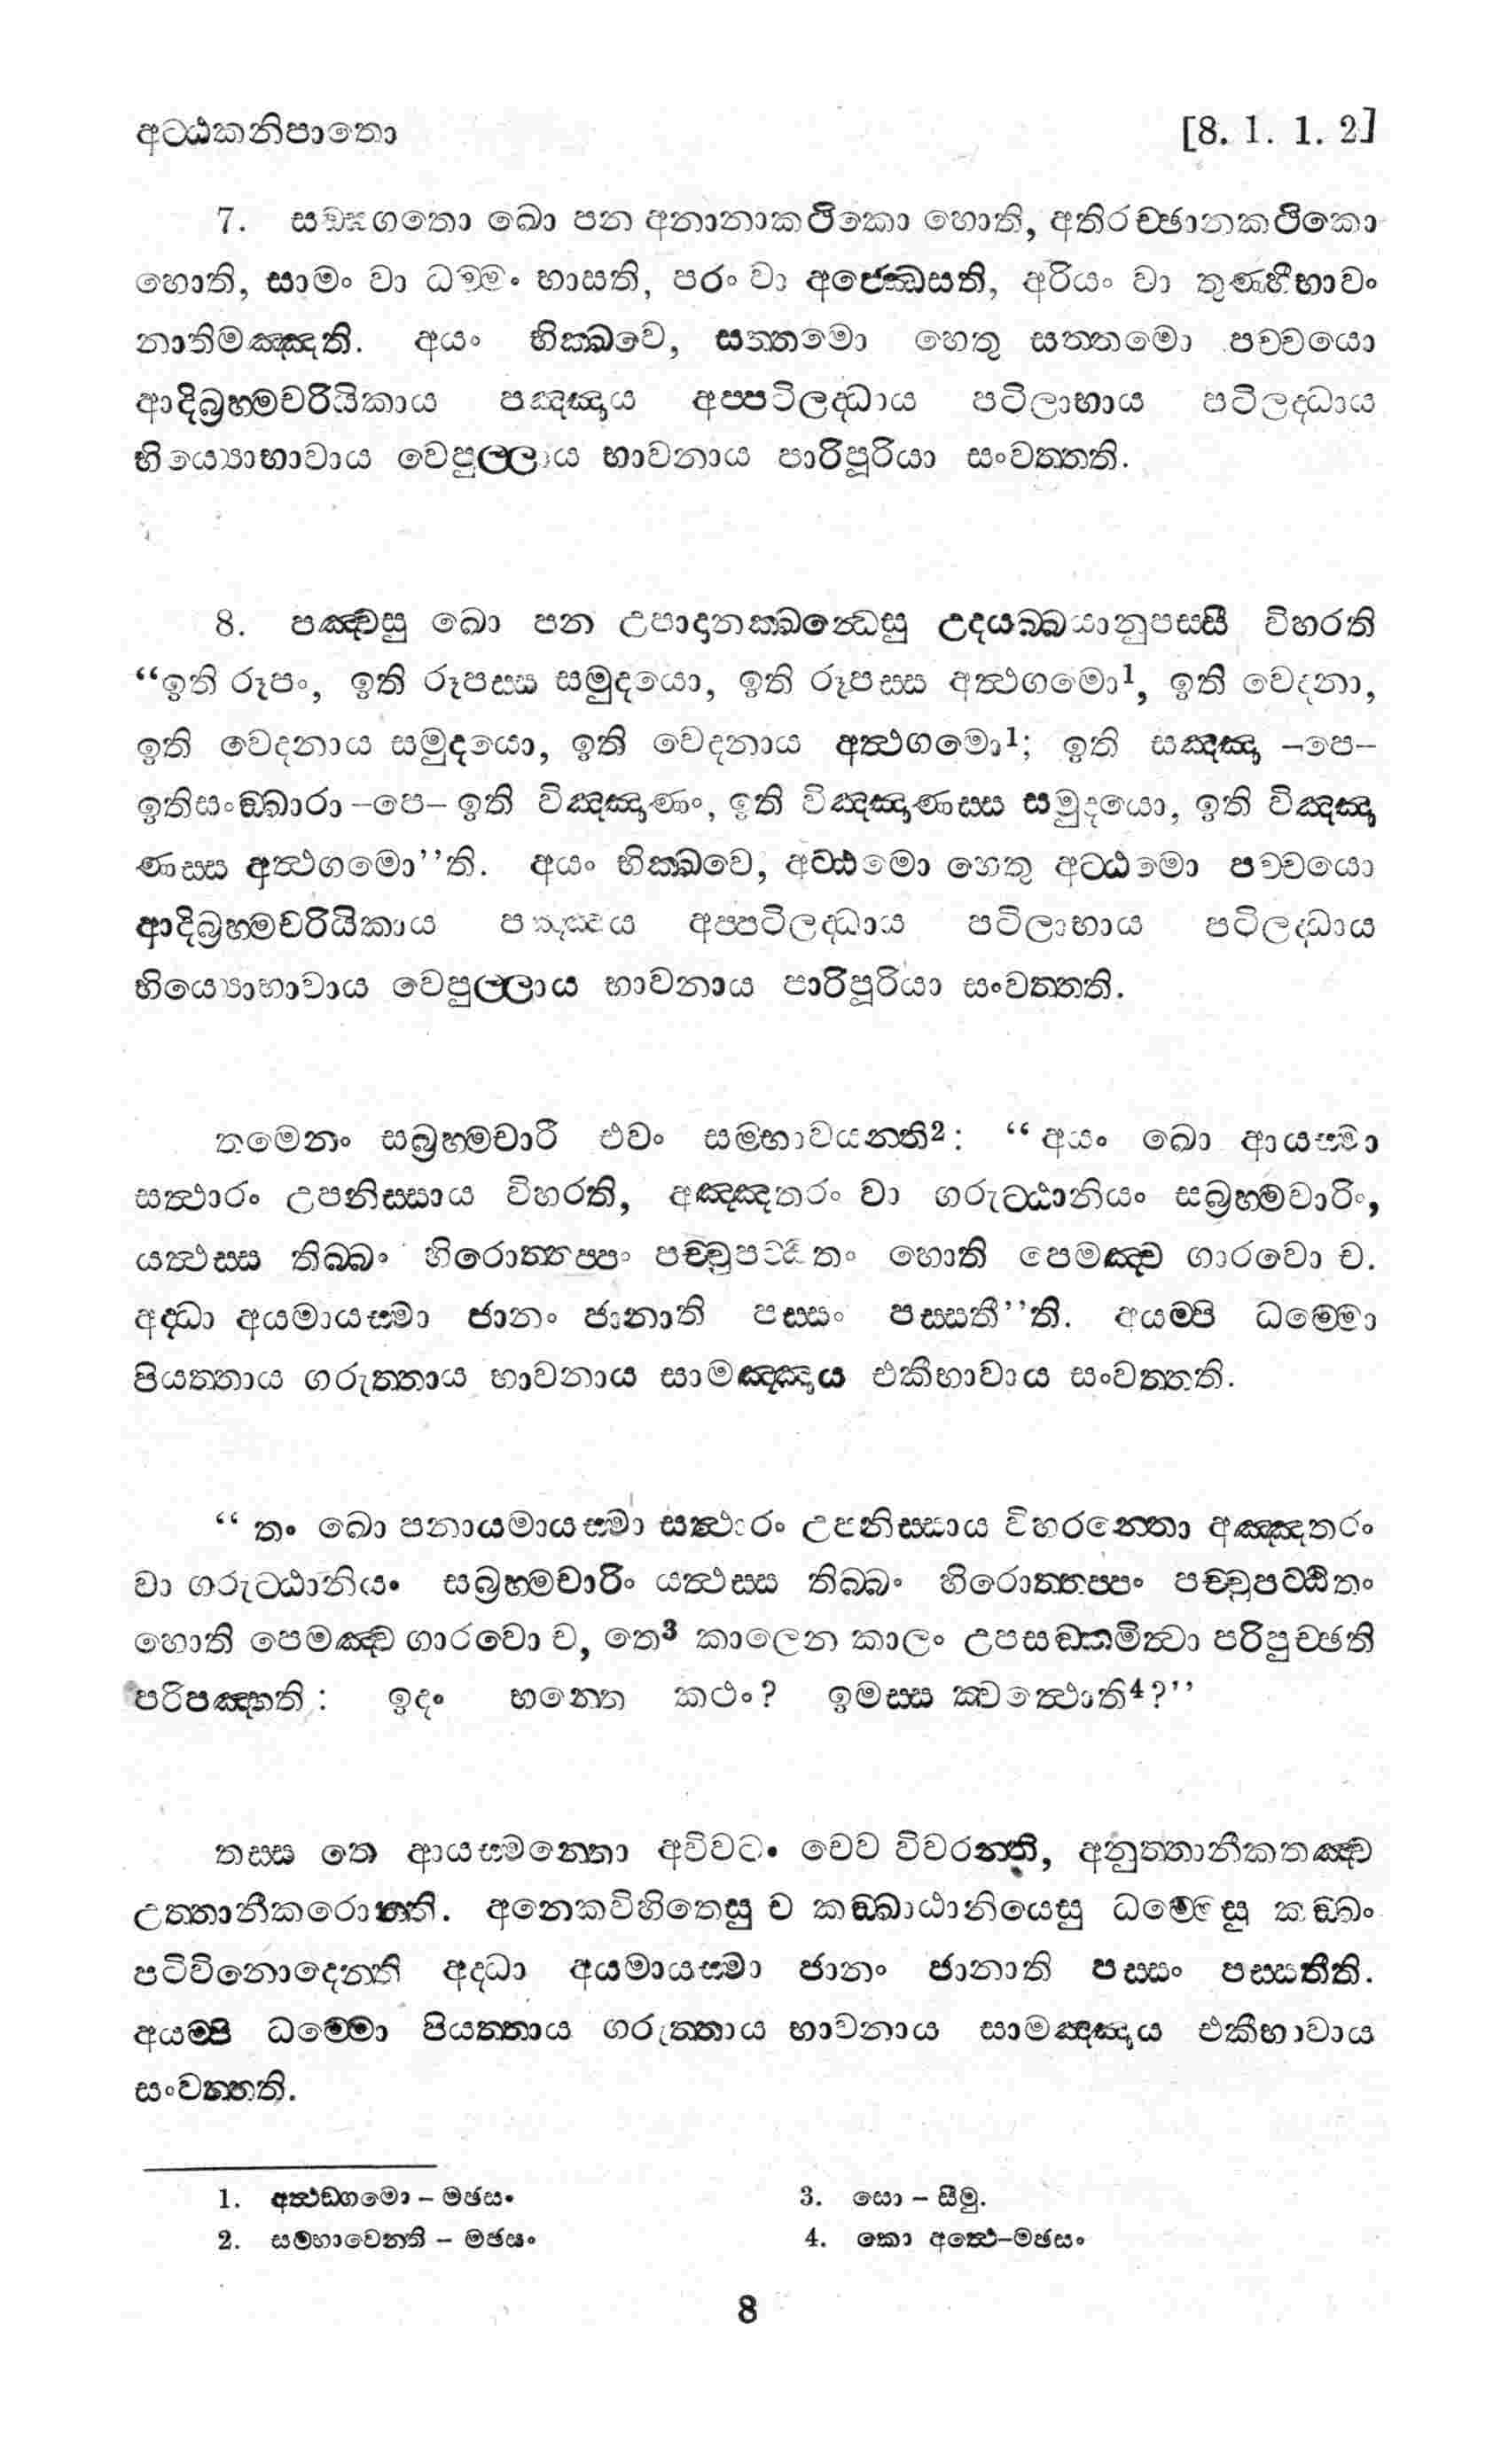 අට්ඨකනිපාතො [8. 1. 1. 2]
7. සඞ්ඝගතො ඛො පන අනානාකථිකො හොති, අතිරච්ඡානකථිකො
හොති, සාමං වා ධම්මං භාසති, පරං වා අජ්ඣෙසති, අරියං වා තුණ්හීභාවං
නාතිමඤ්ඤති. අයං භික්ඛවෙ, සත්තමො හෙතු සත්තමො පච්චයො
ආදිබ්‍රහ්මචරියිකාය පඤ්ඤාය අප්පටිලද්ධාය පටිලාභාය පටිලද්ධාය
භිය්‍යොභාවාය වෙපුල්ලාය භාවනාය පාරිපූරියා සංවත්තති.
8. පඤ්චසු ඛො පන උපාදානක්ඛන්ධෙසු උදයබ්බයානුපස්සී විහරති
“ඉති රූපං, ඉති රූපස්ස සමුදයො, ඉති රූපස්ස අත්ථගමො1, ඉති වෙදනා,
ඉති වෙදනාය සමුදයො, ඉති වෙදනාය අත්ථගමො1; ඉති සඤ්ඤා –පෙ–
ඉතිසංඞ්ඛාරා –පෙ– ඉති විඤ්ඤාණං, ඉති විඤ්ඤාණස්ස සමුදයො, ඉති විඤ්ඤා
ණස්ස අත්ථගමො’’ති. අයං භික්ඛවෙ, අට්ඨමො හෙතු අට්ඨමො පච්චයො
ආදිබ්‍රහ්මචරියිකාය පඤ්ඤාය අප්පටිලද්ධාය පටිලාභාය පටිලද්ධාය
භිය්‍යොභාවාය වෙපුල්ලාය භාවනාය පාරිපූරියා සංවත්තති.
තමෙනං සබ්‍රහ්මචාරී එවං සම්භාවයන්ති2: “අයං ඛො ආයස්මා
සත්ථාරං උපනිස්සාය විහරති, අඤ්ඤතරං වා ගරුට්ඨානියං සබ්‍රහ්මචාරිං,
යත්ථස්ස තිබ්බං හිරොත්තප්පං පච්චුපට්ඨිතං හොති පෙමඤ්ච ගාරවො ච.
අද්ධා අයමායස්මා ජානං ජානාති පස්සං පස්සතී’’ති. අයම්පි ධම්මො
පියත්තාය ගරුත්තාය භාවනාය සාමඤ්ඤාය එකීභාවාය සංවත්තති.
“තං ඛො පනායමායස්මා සත්ථාරං උපනිස්සාය විහරන්තො අඤ්ඤතරං
වා ගරුට්ඨානියං සබ්‍රහ්මචාරිං යත්ථස්ස තිබ්බං හිරොත්තප්පං පච්චුපට්ඨිතං
හොති පෙමඤ්ච ගාරවො ච, තෙ3 කාලෙන කාලං උපසඞ්කමිත්වා පරිපුච්ඡති
පරිපඤ්හති: ඉදං භන්තෙ කථං? ඉමස්ස ක්වත්ථොති4?’’
තස්ස තෙ ආයස්මන්තො අවිවටං චෙව විවරන්ති, අනුත්තානීකතඤ්ච
උත්තානීකරොන්ති. අනෙකවිහිතෙසු ච කඞ්ඛාඨානියෙසු ධම්මෙසු කඞ්ඛං
පටිවිනොදෙන්ති අද්ධා අයමායස්මා ජානං ජානාති පස්සං පස්සතීති.
අයම්පි ධම්මො පියත්තාය ගරුත්තාය භාවනාය සාමඤ්ඤාය එකීභාවාය
සංවත්තති.
1. අත්ථඞ්ගමො – මඡසං
2. සම්භාවෙන්ති – මඡසං
3. සො – සීමු.
4. කො අත්ථො–මඡසං
8